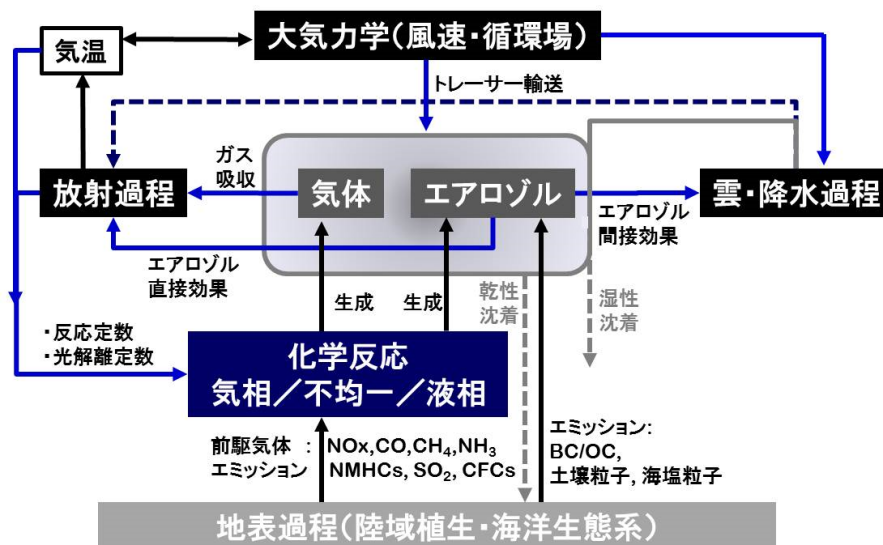 大気力学(風速・循環場)
気温
トレーサー輸送
ガス
吸収
放射過程
気体
エアロゾル
雲・降水過程
エアロゾル
間接効果
エアロゾル
直接効果
生成
生成
乾性
沈着
湿性
沈着
・反応定数
・光解離定数
化学反応
気相／不均一／液相
前駆気体 : NOx,CO,CH₄,NH₃
エミッション NMHCs, SO₂, CFCs
エミッション:
BC/OC,
土壌粒子, 海塩粒子
地表過程(陸域植生・海洋生態系)